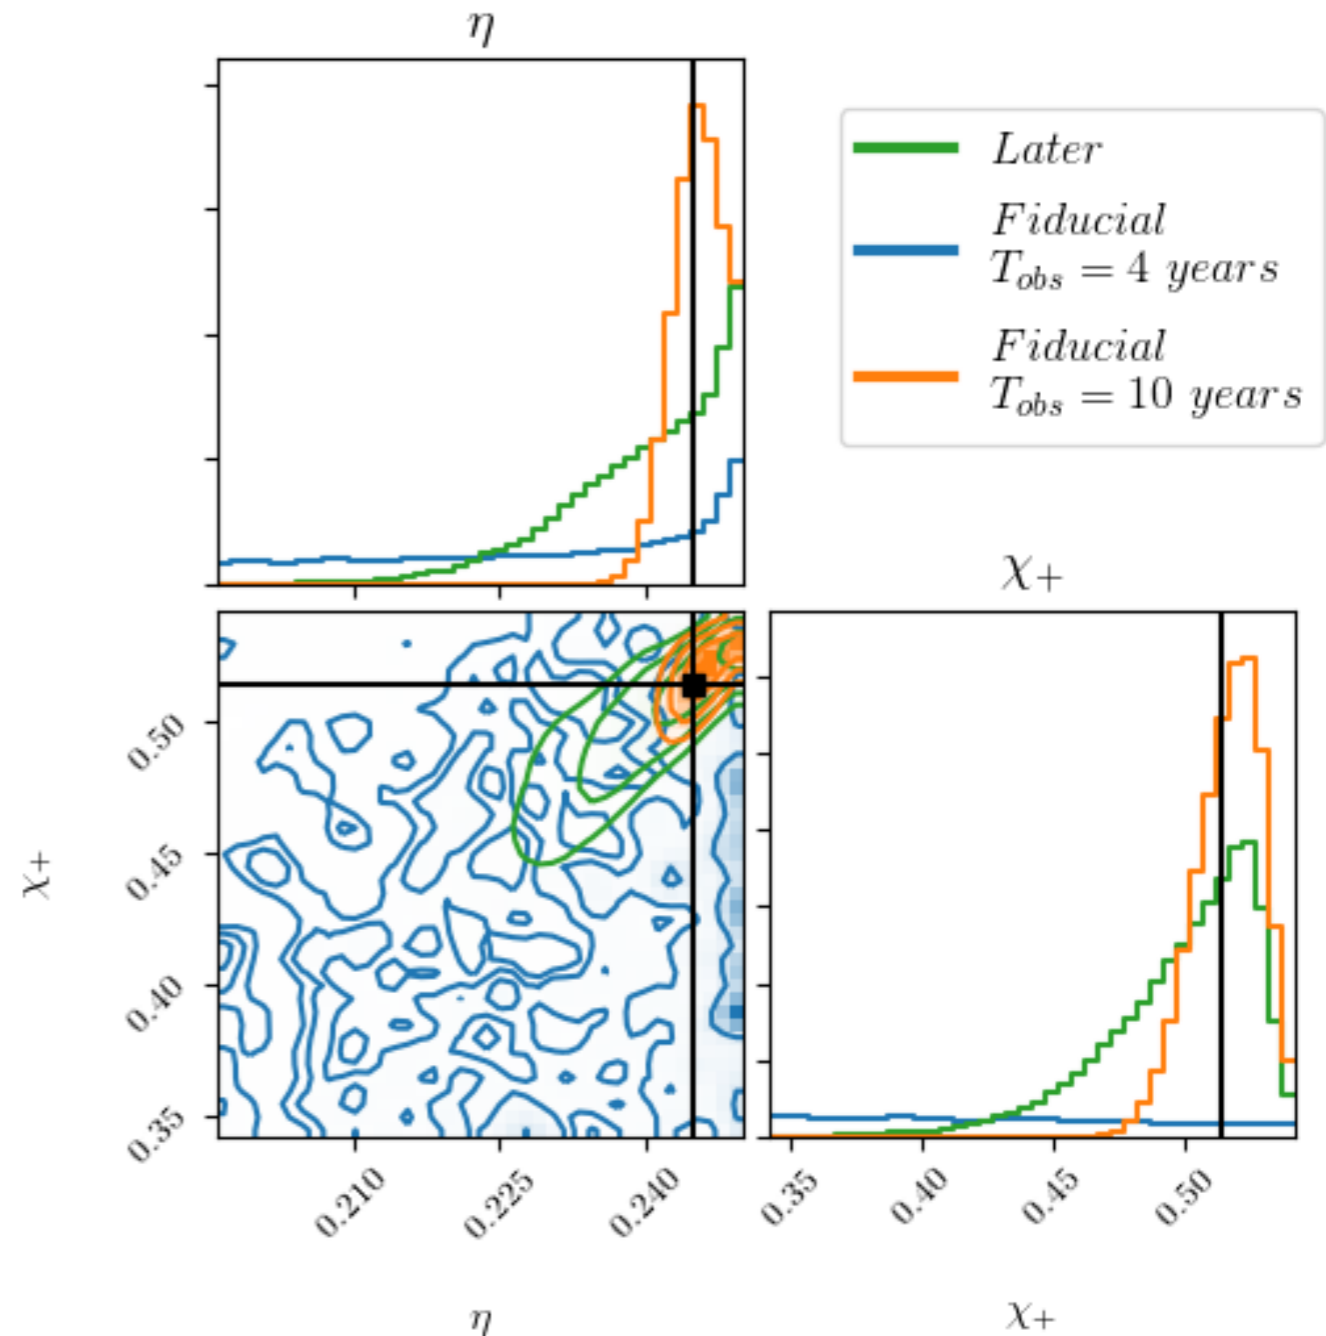 η
Later
Fiducial
T_obs = 4 years
Fiducial
T_obs = 10 years
χ+
χ+
0.50
0.45
0.40
0.35
0.210
0.225
0.240
0.35
0.40
0.45
0.50
η
χ+